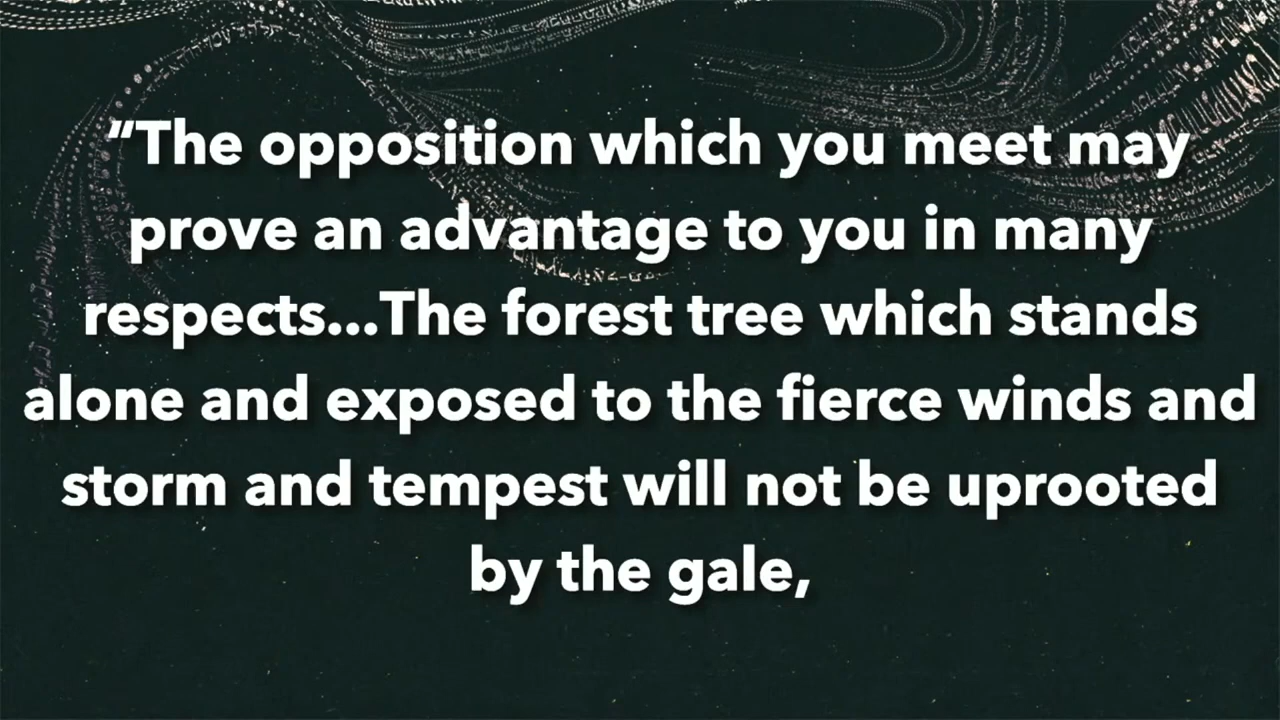 “The opposition which you meet may
prove an advantage to you in many
respects...The forest tree which stands
alone and exposed to the fierce winds and
storm and tempest will not be uprooted
by the gale,